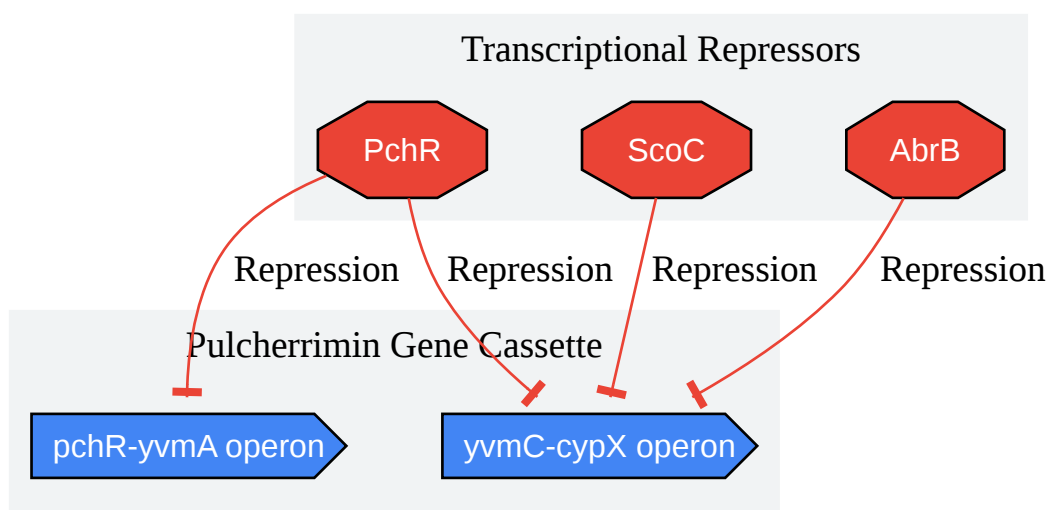 Transcriptional Repressors
PchR
ScoC
AbrB
Repression
Repression
Repression
Repression
Pulcherrimin Gene Cassette
pchR-yvmA operon
yvmC-cypX operon